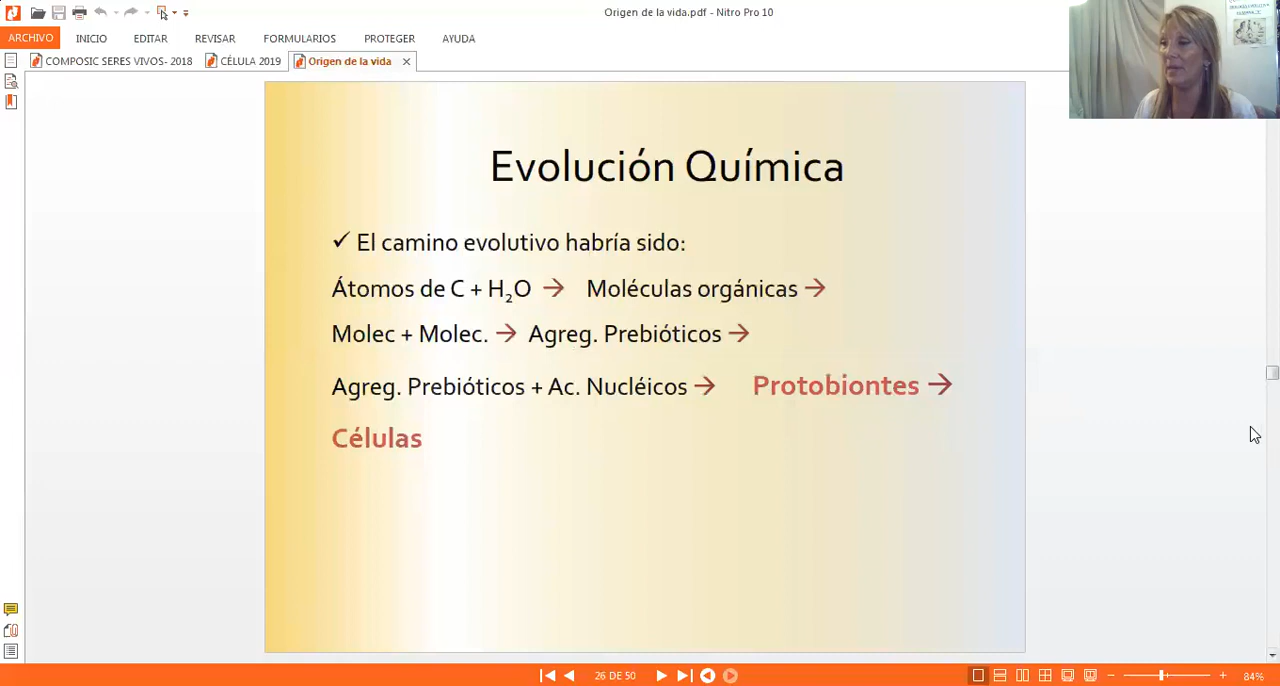 Origen de la vida.pdf - Nitro Pro 10
ARCHIVO INICIO EDITAR REVISAR FORMULARIOS PROTEGER AYUDA
COMPOSIC SERES VIVOS- 2018 CÉLULA 2019 Origen de la vida ×
Evolución Química
✓ El camino evolutivo habría sido:
Átomos de C + H₂O → Moléculas orgánicas →
Molec + Molec. → Agreg. Prebióticos →
Agreg. Prebióticos + Ac. Nucléicos → Protobiontes →
Células
26 DE 50
84%